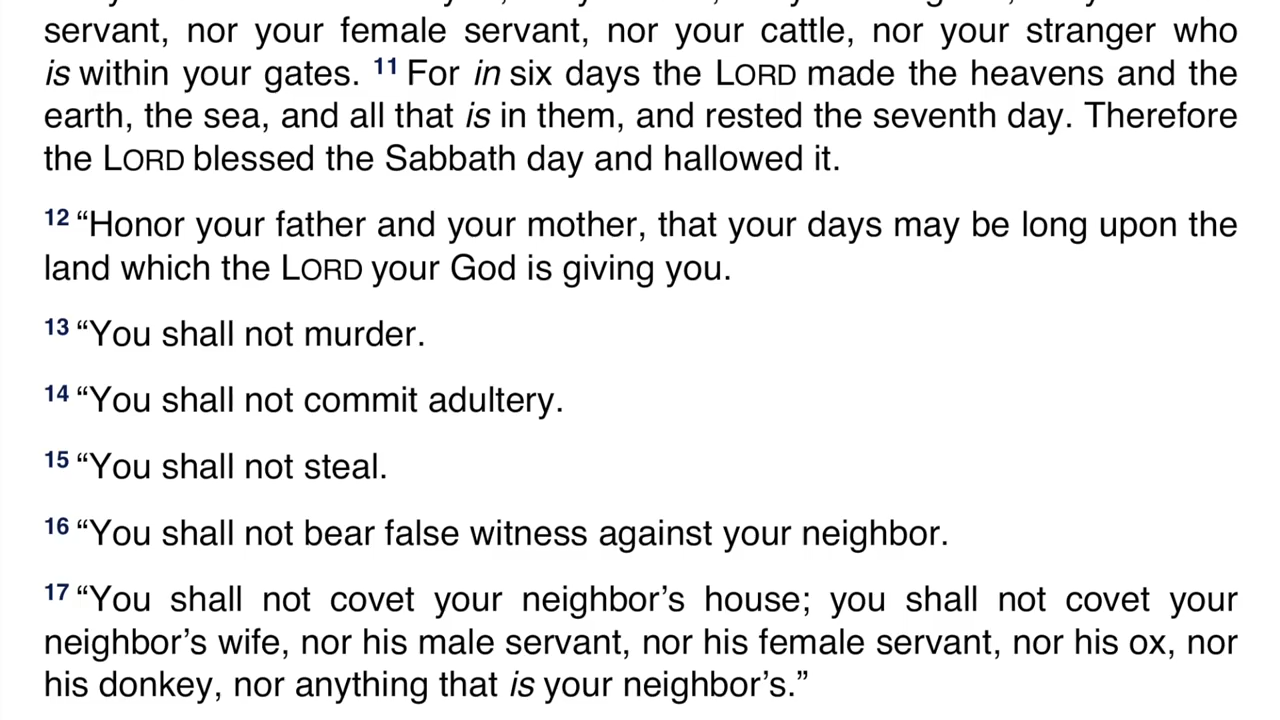 servant, nor your female servant, nor your cattle, nor your stranger who
is within your gates. 11 For in six days the LORD made the heavens and the
earth, the sea, and all that is in them, and rested the seventh day. Therefore
the LORD blessed the Sabbath day and hallowed it.
12 “Honor your father and your mother, that your days may be long upon the
land which the LORD your God is giving you.
13 “You shall not murder.
14 “You shall not commit adultery.
15 “You shall not steal.
16 “You shall not bear false witness against your neighbor.
17 “You shall not covet your neighbor’s house; you shall not covet your
neighbor’s wife, nor his male servant, nor his female servant, nor his ox, nor
his donkey, nor anything that is your neighbor’s.”